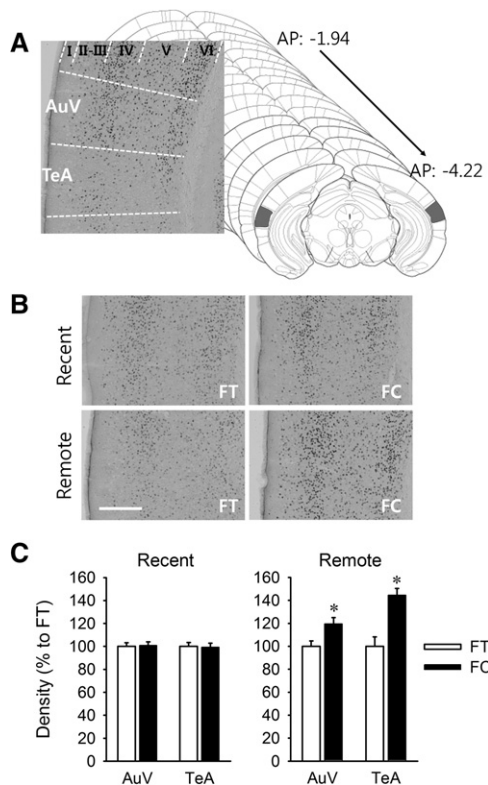 A
I II-III IV V VI
AP: -1.94
AuV
TeA
AP: -4.22
B
Recent
FT
FC
Remote
FT
FC
C
Recent
Remote
Density (% to FT)
160
140
120
100
80
60
40
20
0
AuV
TeA
160
140
120
100
80
60
40
20
0
*
*
AuV
TeA
FT
FC